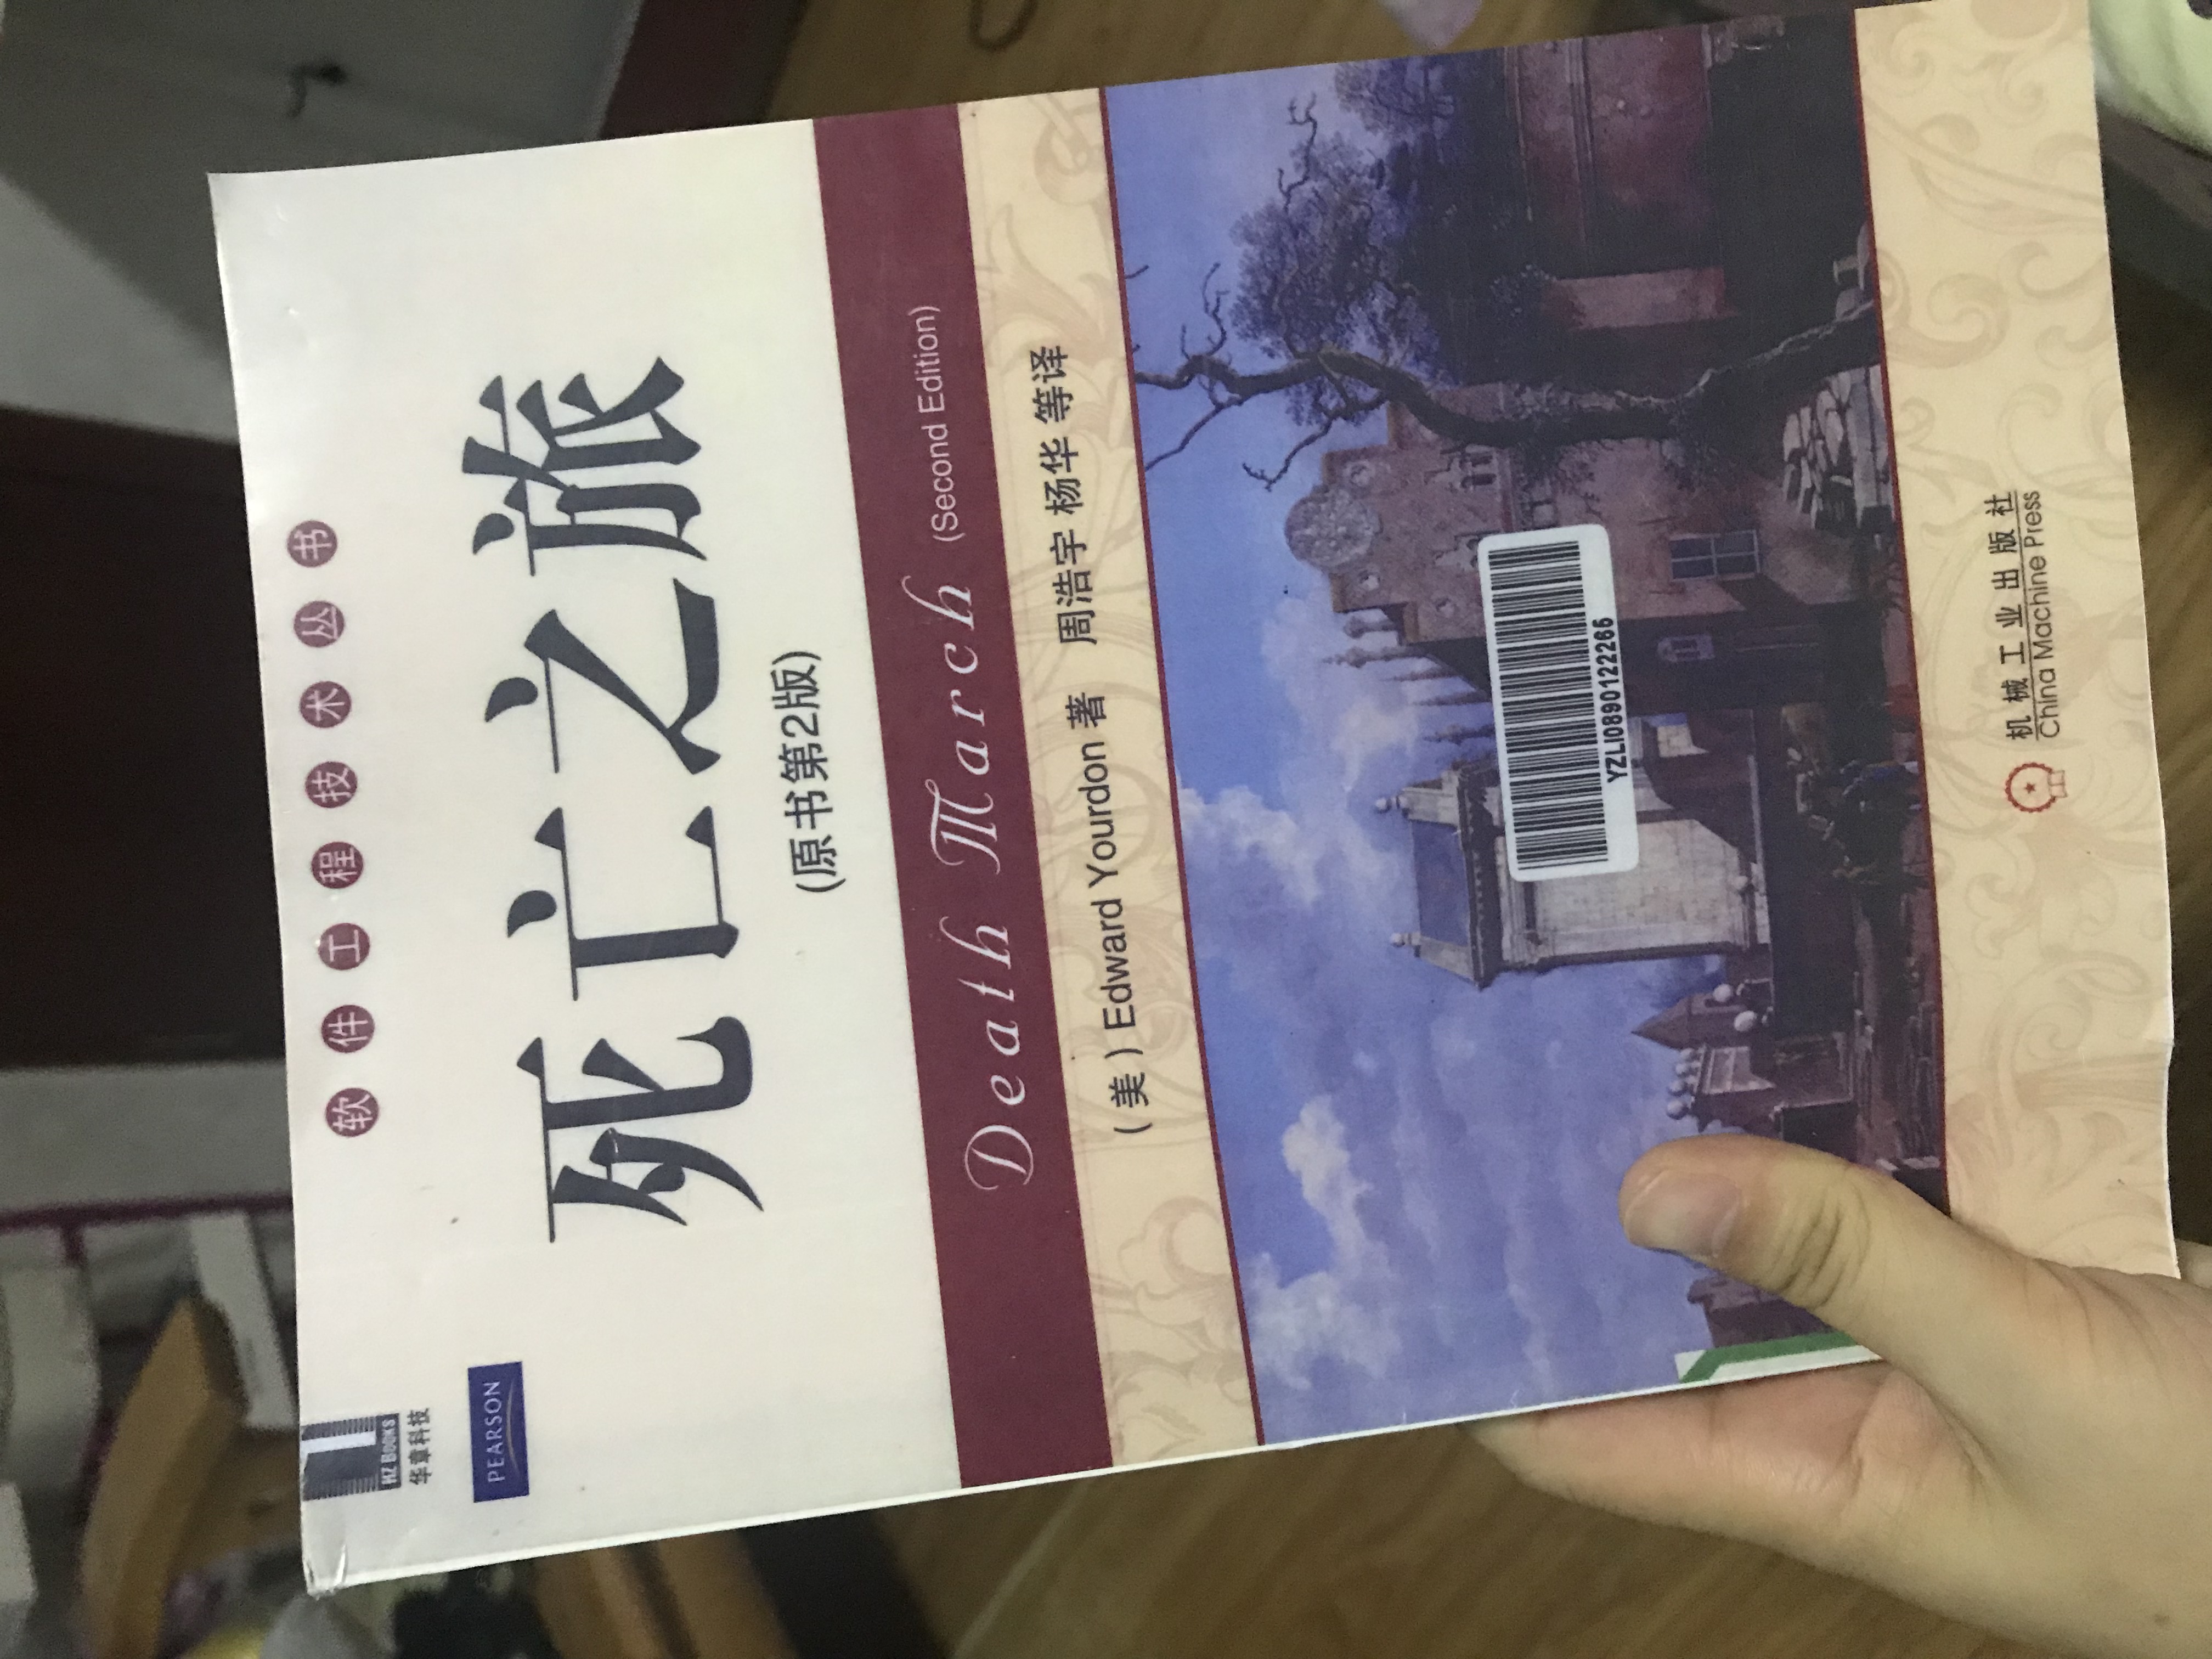 软件工程技术丛书
HZ BOOKS
华章科技
PEARSON
死亡之旅
(原书第2版)
Death March (Second Edition)
(美) Edward Yourdon 著 周浩宇 杨华 等译
YZLI0890122265
机械工业出版社
China Machine Press